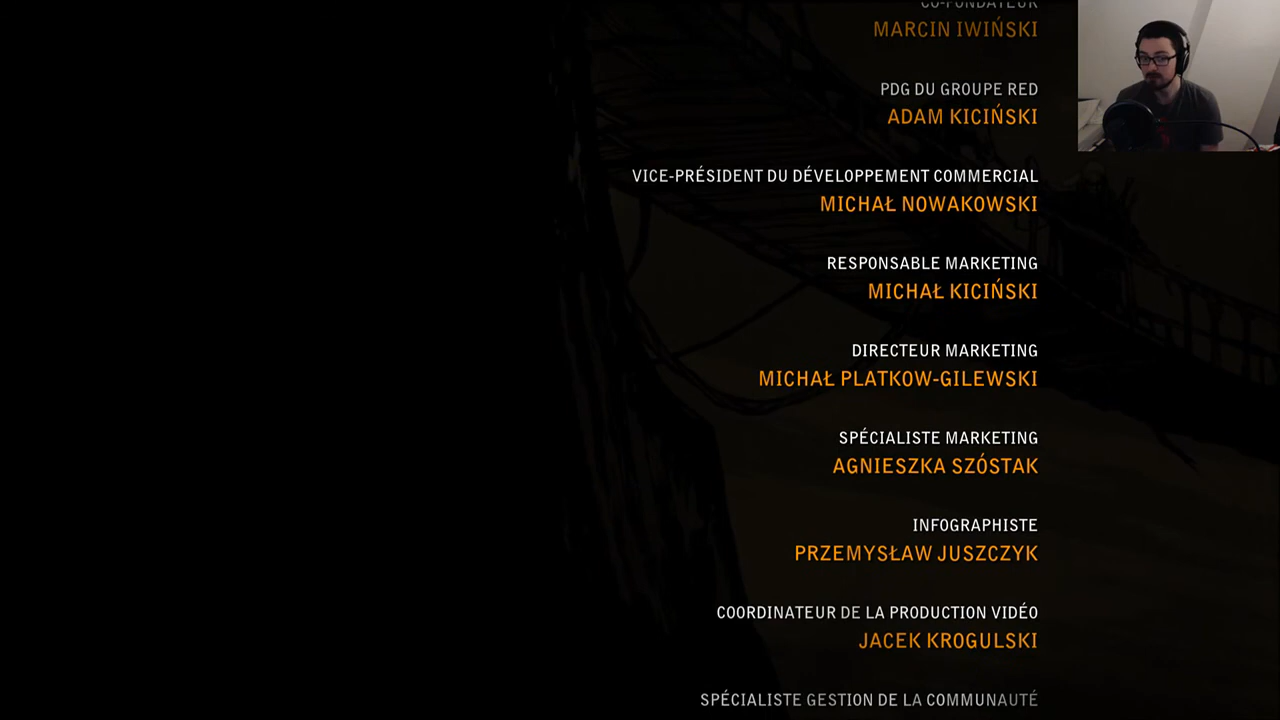 CO-FONDATEUR
MARCIN IWIŃSKI
PDG DU GROUPE RED
ADAM KICIŃSKI
VICE-PRÉSIDENT DU DÉVELOPPEMENT COMMERCIAL
MICHAŁ NOWAKOWSKI
RESPONSABLE MARKETING
MICHAŁ KICIŃSKI
DIRECTEUR MARKETING
MICHAŁ PLATKOW-GILEWSKI
SPÉCIALISTE MARKETING
AGNIESZKA SZÓSTAK
INFOGRAPHISTE
PRZEMYSŁAW JUSZCZYK
COORDINATEUR DE LA PRODUCTION VIDÉO
JACEK KROGULSKI
SPÉCIALISTE GESTION DE LA COMMUNAUTÉ